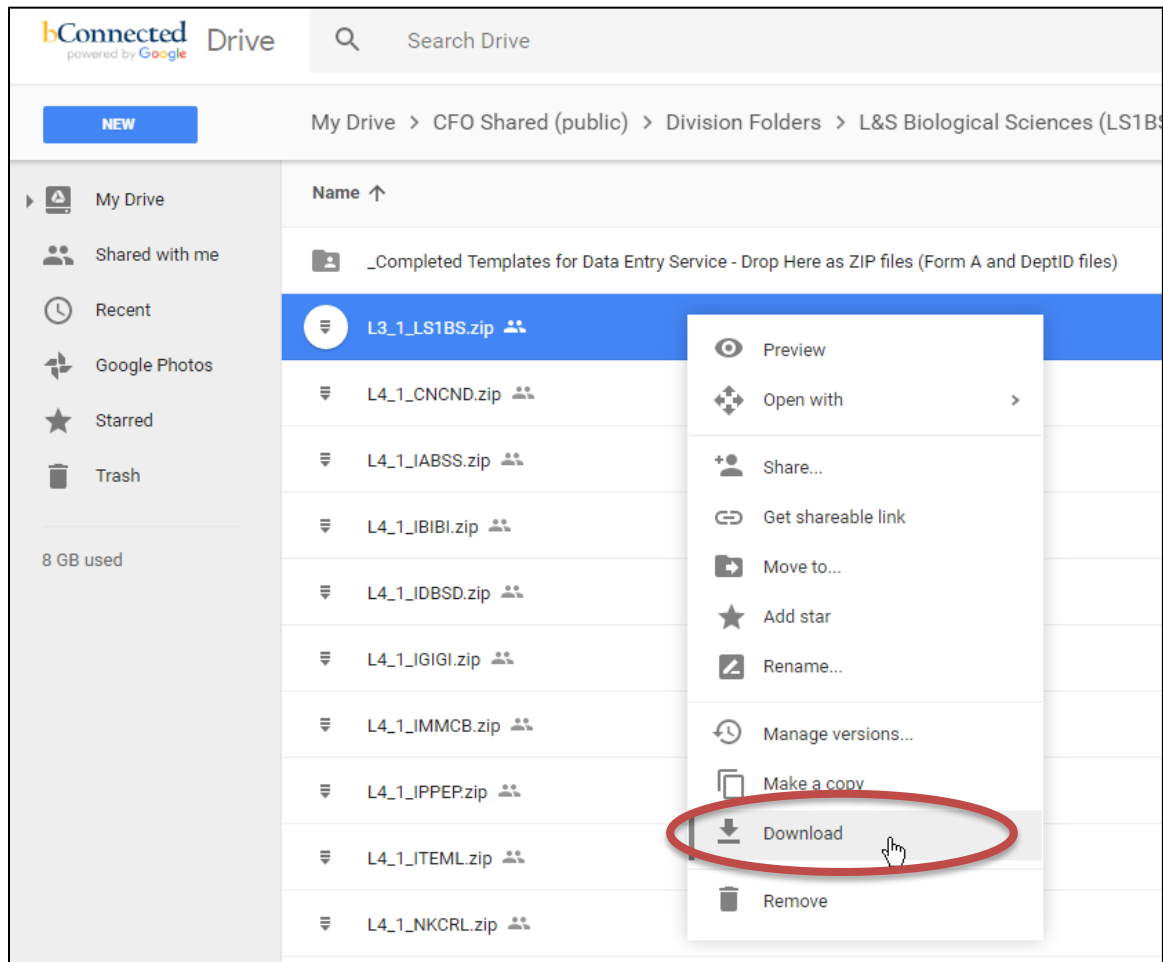 bConnected Drive
powered by Google
Search Drive
NEW
My Drive > CFO Shared (public) > Division Folders > L&S Biological Sciences (LS1BS
My Drive
Shared with me
Recent
Google Photos
Starred
Trash
8 GB used
Name
_Completed Templates for Data Entry Service - Drop Here as ZIP files (Form A and DeptID files)
L3_1_LS1BS.zip
L4_1_CNCND.zip
L4_1_IABSS.zip
L4_1_IBIBI.zip
L4_1_IDBSD.zip
L4_1_IGIGI.zip
L4_1_IMMCB.zip
L4_1_IPPEP.zip
L4_1_ITEML.zip
L4_1_NKCRL.zip
Preview
Open with >
Share...
Get shareable link
Move to...
Add star
Rename...
Manage versions...
Make a copy
Download
Remove